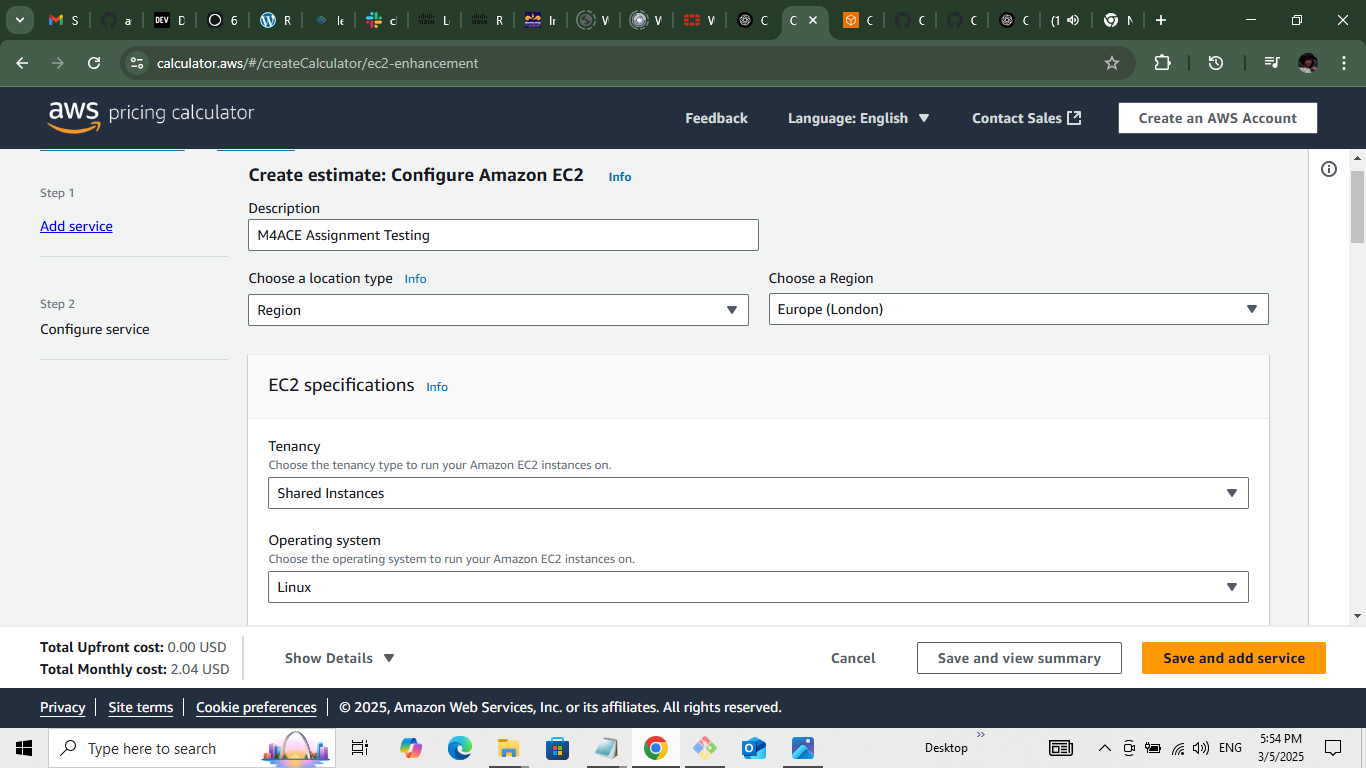 S
a
DEV D
6
R
le
cl
L
R
In
W
W
W
C
C
C
C
C
C
(1
N
calculator.aws/#/createCalculator/ec2-enhancement
aws pricing calculator
Feedback
Language: English
Contact Sales
Create an AWS Account
Step 1
Add service
Step 2
Configure service
Create estimate: Configure Amazon EC2 Info
Description
M4ACE Assignment Testing
Choose a location type Info
Region
Choose a Region
Europe (London)
EC2 specifications Info
Tenancy
Choose the tenancy type to run your Amazon EC2 instances on.
Shared Instances
Operating system
Choose the operating system to run your Amazon EC2 instances on.
Linux
Total Upfront cost: 0.00 USD
Total Monthly cost: 2.04 USD
Show Details
Cancel
Save and view summary
Save and add service
Privacy
Site terms
Cookie preferences
© 2025, Amazon Web Services, Inc. or its affiliates. All rights reserved.
Type here to search
Desktop
ENG
5:54 PM
3/5/2025